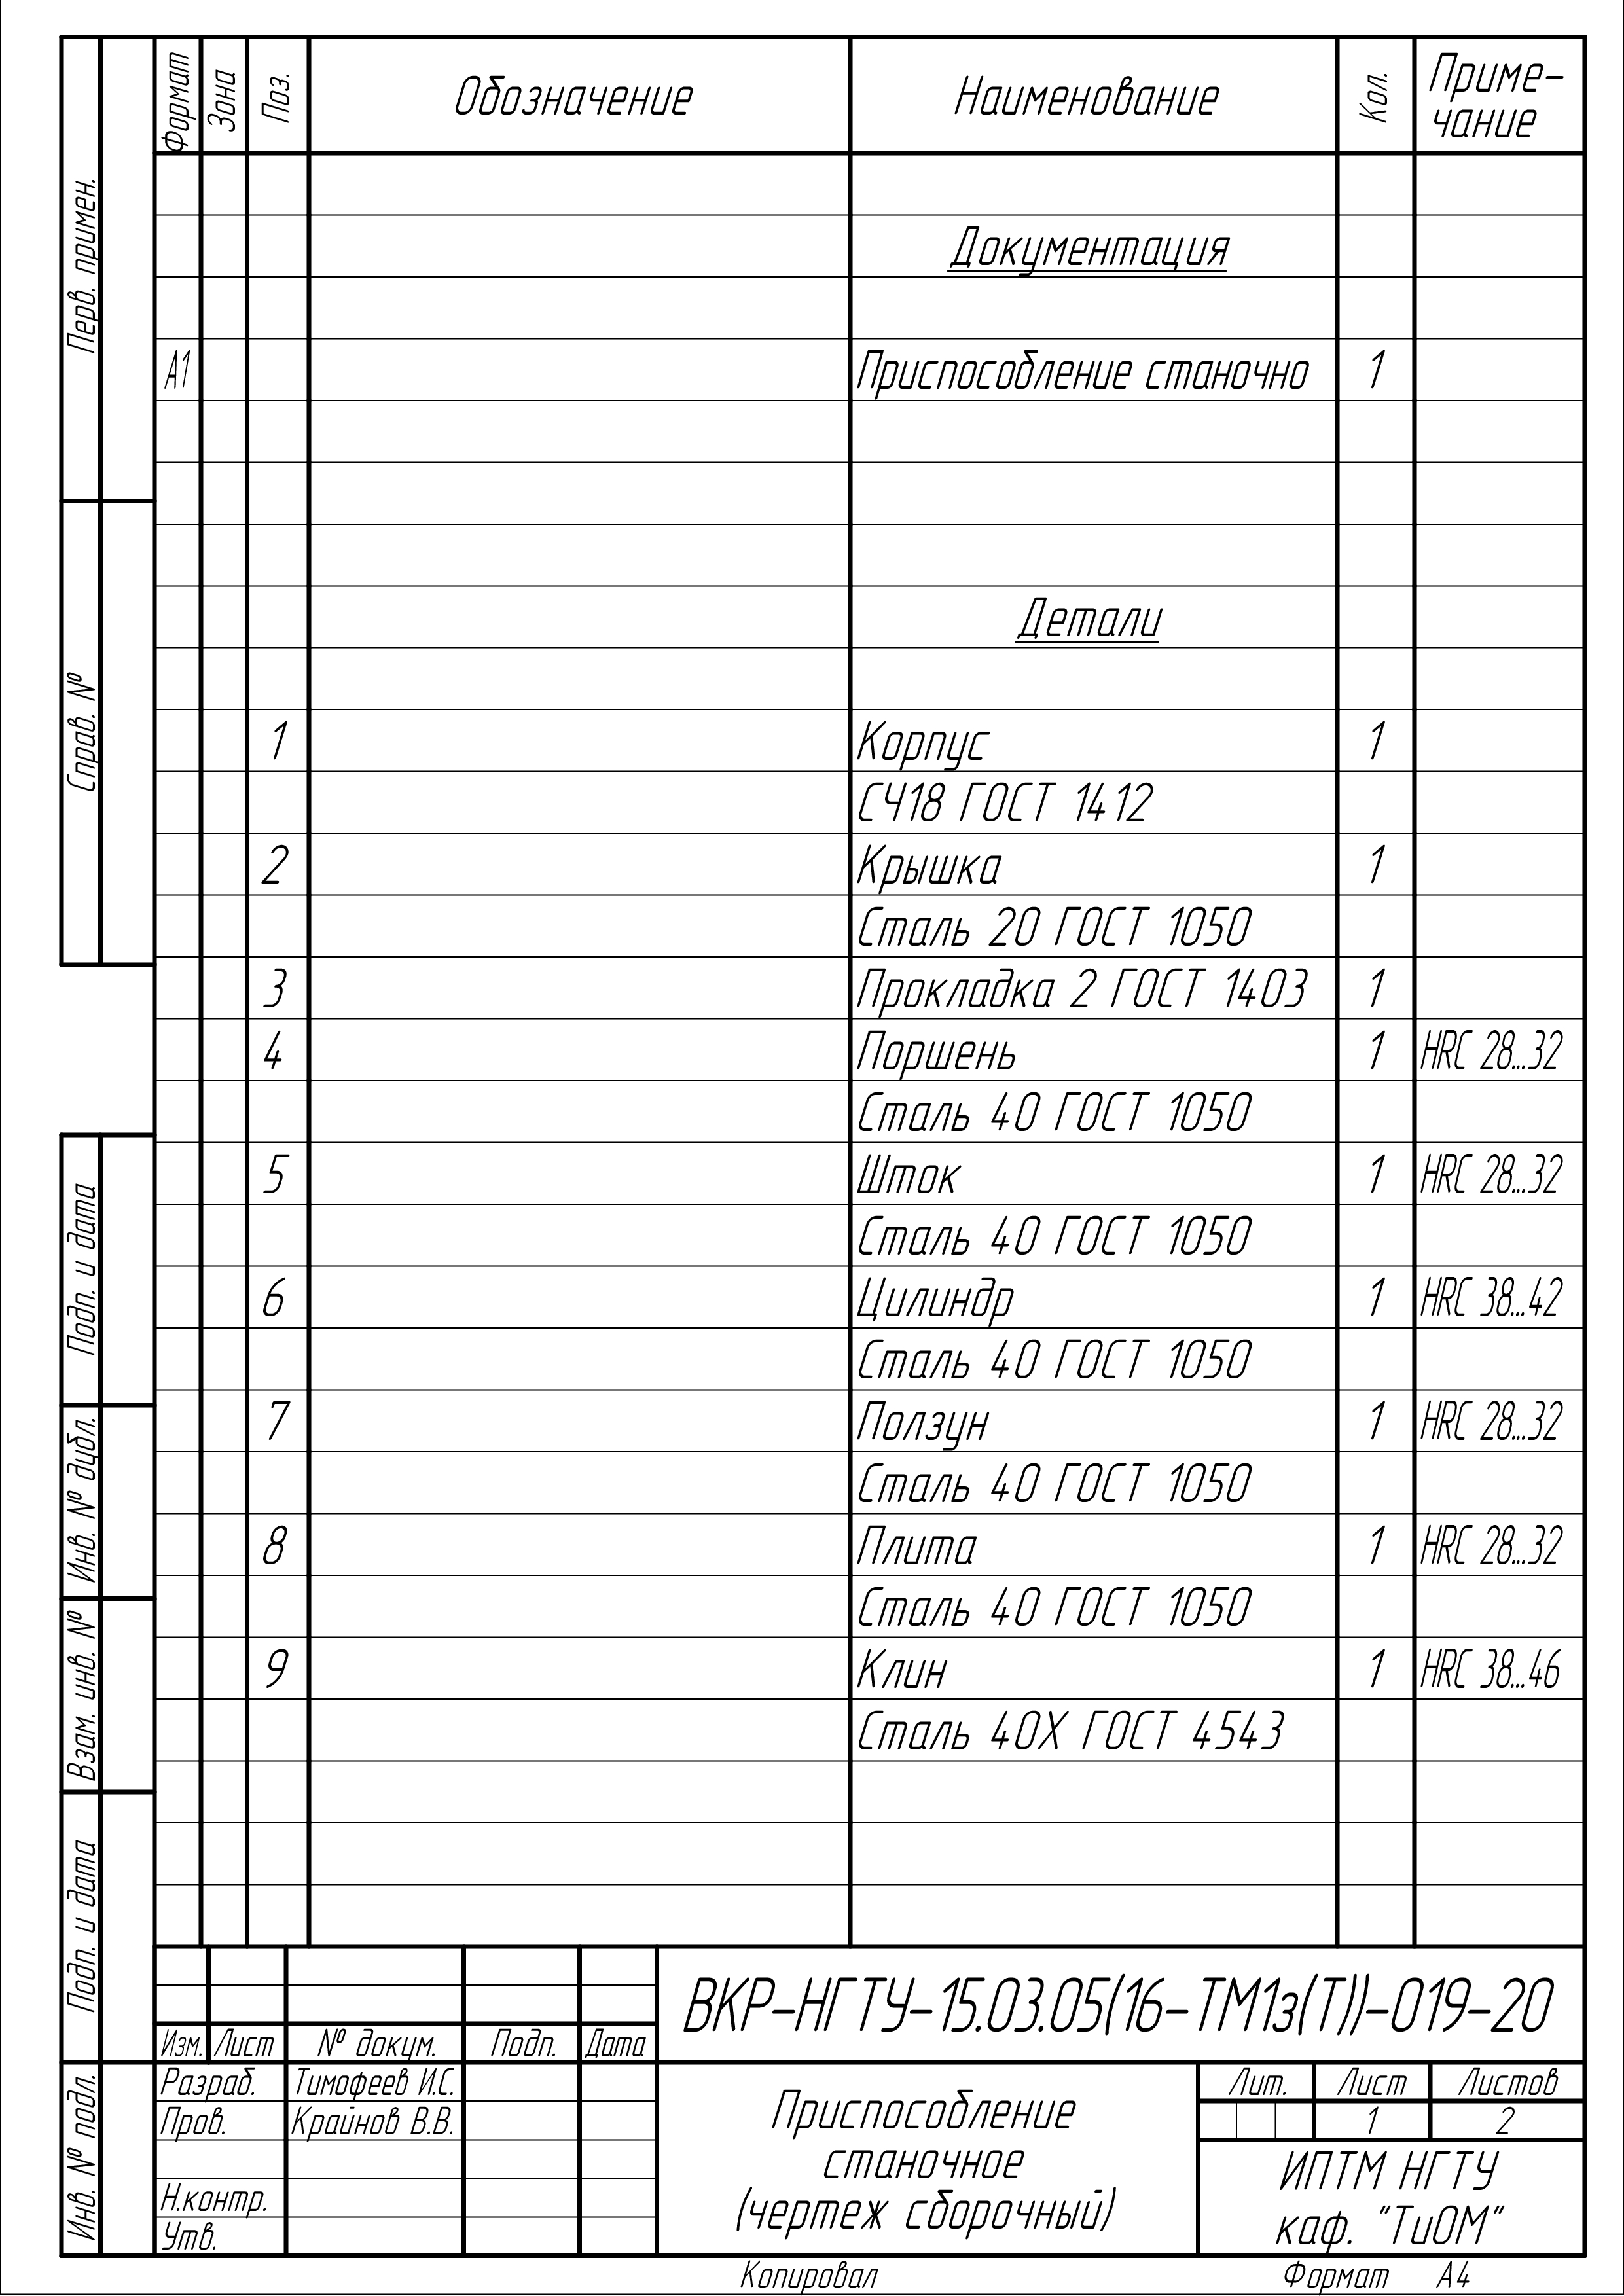 Формат Зона Поз. Обозначение Наименование Кол. Приме-
чание
Перв. примен.
Документация
А1 Приспособление станочно 1
Справ. №
Детали
1 Корпус 1
СЧ18 ГОСТ 1412
2 Крышка 1
Сталь 20 ГОСТ 1050
3 Прокладка 2 ГОСТ 1403 1
4 Поршень 1 HRC 28...32
Сталь 40 ГОСТ 1050
5 Шток 1 HRC 28...32
Сталь 40 ГОСТ 1050
6 Цилиндр 1 HRC 38...42
Сталь 40 ГОСТ 1050
7 Ползун 1 HRC 28...32
Сталь 40 ГОСТ 1050
8 Плита 1 HRC 28...32
Сталь 40 ГОСТ 1050
9 Клин 1 HRC 38...46
Сталь 40Х ГОСТ 4543
Подп. и дата
Инв. № дубл.
Взам. инв. №
Подп. и дата
Инв. № подл.
ВКР-НГТУ-15.03.05(16-ТМ1з(Т))-019-20
Изм. Лист № докум. Подп. Дата
Разраб. Тимофеев И.С.
Пров. Крайнов В.В.
Н.контр.
Утв.
Приспособление
станочное
(чертеж сборочный)
Лит. Лист Листов
1 2
ИПТМ НГТУ
каф. "ТиОМ"
Копировал Формат А4